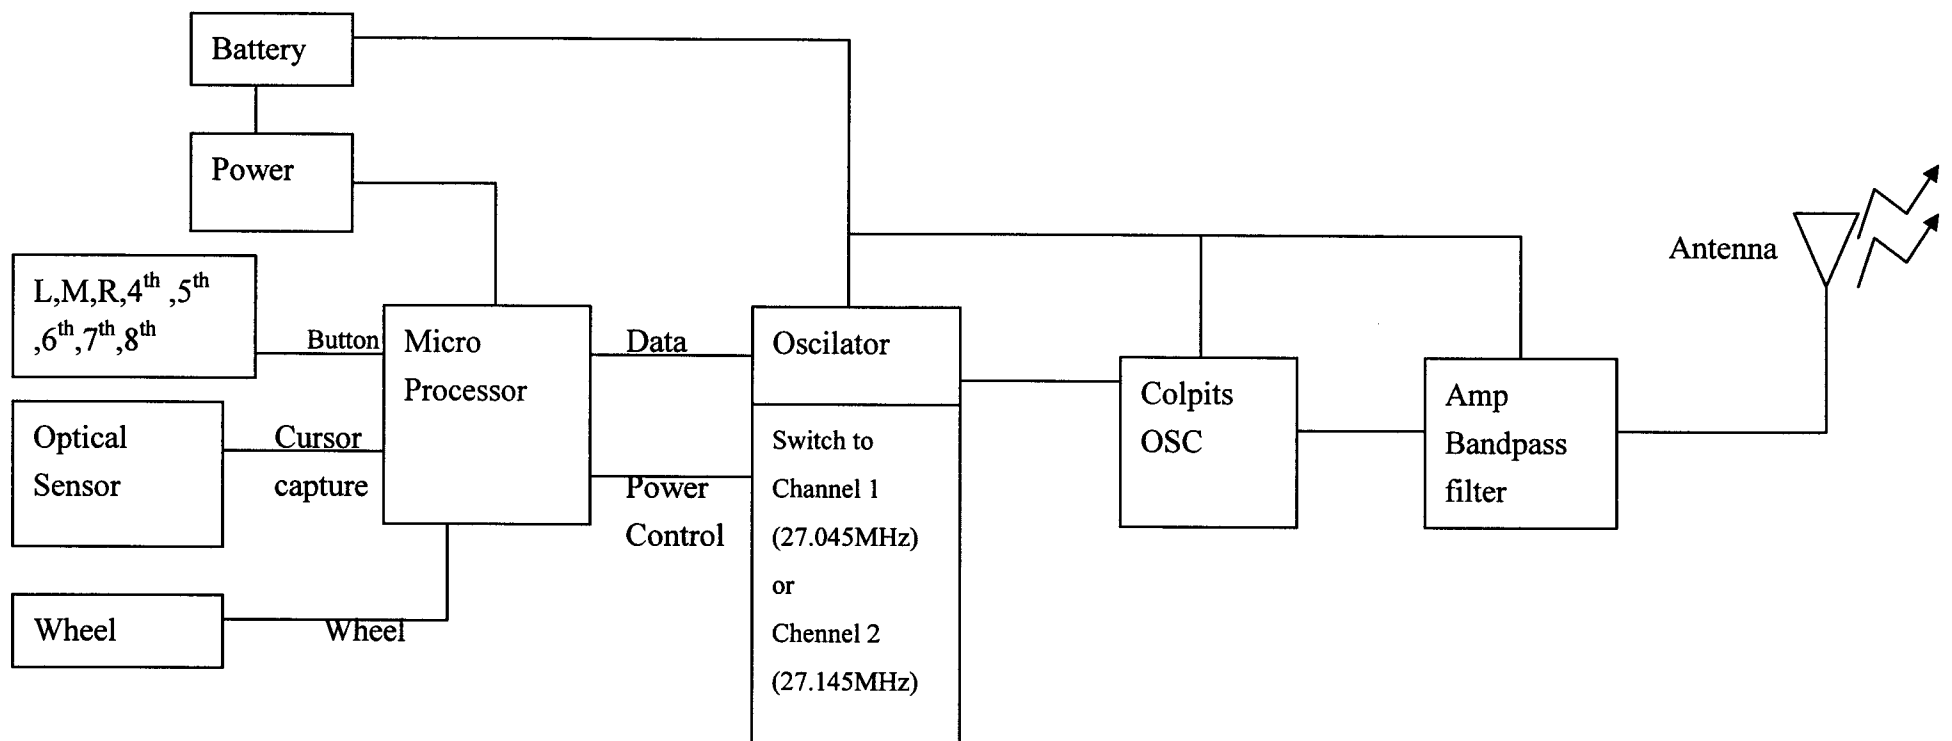 Battery
Power
L,M,R,4th ,5th
,6th,7th,8th
Button
Optical
Sensor
Cursor
capture
Wheel
Wheel
Micro
Processor
Data
Power
Control
Oscilator
Switch to
Channel 1
(27.045MHz)
or
Chennel 2
(27.145MHz)
Colpits
OSC
Amp
Bandpass
filter
Antenna